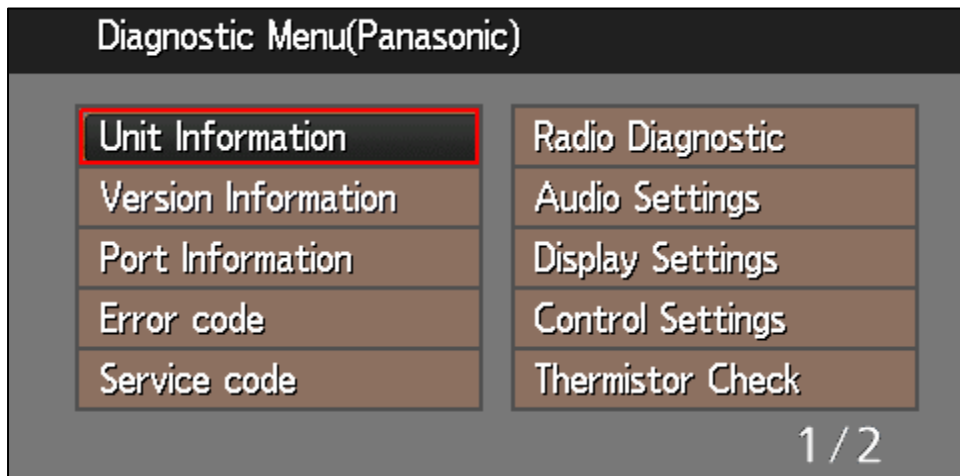 Diagnostic Menu(Panasonic)
Unit Information
Version Information
Port Information
Error code
Service code
Radio Diagnostic
Audio Settings
Display Settings
Control Settings
Thermistor Check
1/2